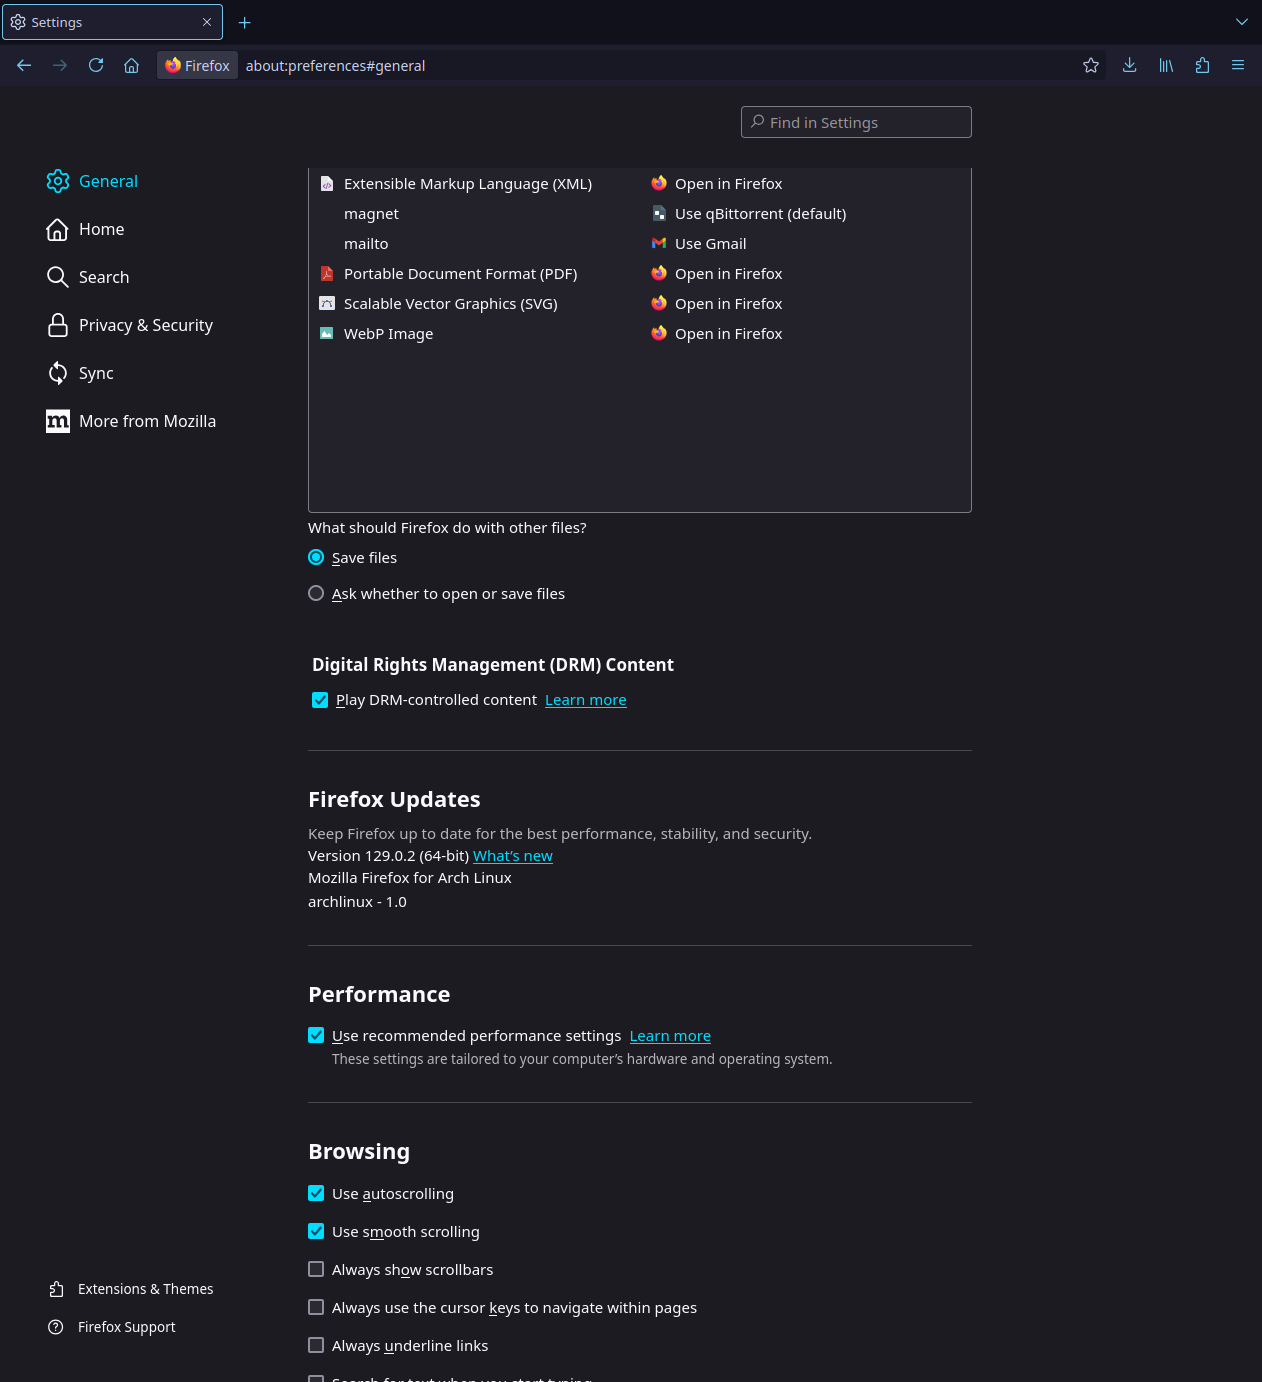 Settings
Firefox about:preferences#general
Find in Settings
General
Home
Search
Privacy & Security
Sync
More from Mozilla
Extensible Markup Language (XML) Open in Firefox
magnet Use qBittorrent (default)
mailto Use Gmail
Portable Document Format (PDF) Open in Firefox
Scalable Vector Graphics (SVG) Open in Firefox
WebP Image Open in Firefox
What should Firefox do with other files?
Save files
Ask whether to open or save files
Digital Rights Management (DRM) Content
Play DRM-controlled content Learn more
Firefox Updates
Keep Firefox up to date for the best performance, stability, and security.
Version 129.0.2 (64-bit) What's new
Mozilla Firefox for Arch Linux
archlinux - 1.0
Performance
Use recommended performance settings Learn more
These settings are tailored to your computer's hardware and operating system.
Browsing
Use autoscrolling
Use smooth scrolling
Always show scrollbars
Always use the cursor keys to navigate within pages
Always underline links
Search for text when you start typing
Extensions & Themes
Firefox Support